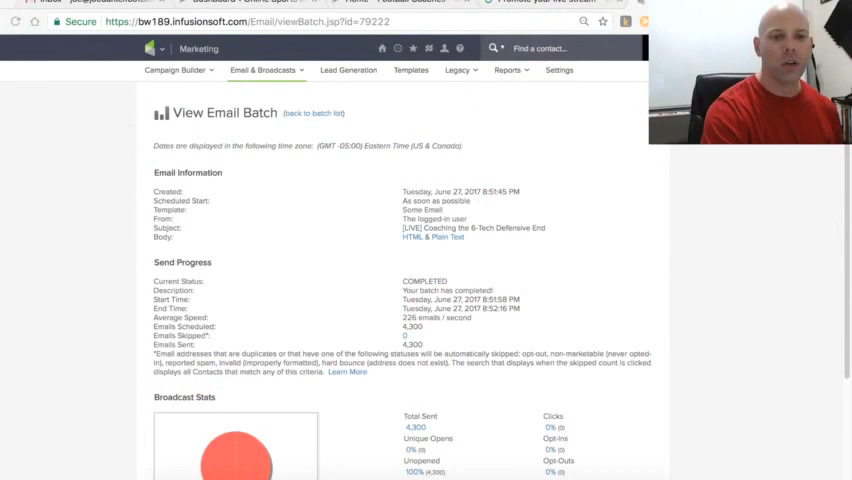 Secure https://bw189.infusionsoft.com/Email/viewBatch.jsp?id=79222
Marketing
Find a contact...
Campaign Builder Email & Broadcasts Lead Generation Templates Legacy Reports Settings
View Email Batch (back to batch list)
Dates are displayed in the following time zone: (GMT -05:00) Eastern Time (US & Canada)
Email Information
Created: Tuesday, June 27, 2017 8:51:45 PM
Scheduled Start: As soon as possible
Template: Some Email
From: The logged-in user
Subject: [LIVE] Coaching the 6-Tech Defensive End
Body: HTML & Plain Text
Send Progress
Current Status: COMPLETED
Description: Your batch has completed!
Start Time: Tuesday, June 27, 2017 8:51:58 PM
End Time: Tuesday, June 27, 2017 8:52:16 PM
Average Speed: 226 emails / second
Emails Scheduled: 4,300
Emails Skipped*: 0
Emails Sent: 4,300
*Email addresses that are duplicates or that have one of the following statuses will be automatically skipped: opt-out, non-marketable (never opted-
in), reported spam, invalid (improperly formatted), hard bounce (address does not exist). The search that displays when the skipped count is clicked
displays all Contacts that match any of this criteria. Learn More
Broadcast Stats
Total Sent Clicks
4,300 0% (0)
Unique Opens Opt-Ins
0% (0) 0% (0)
Unopened Opt-Outs
100% (4,300) 0% (0)